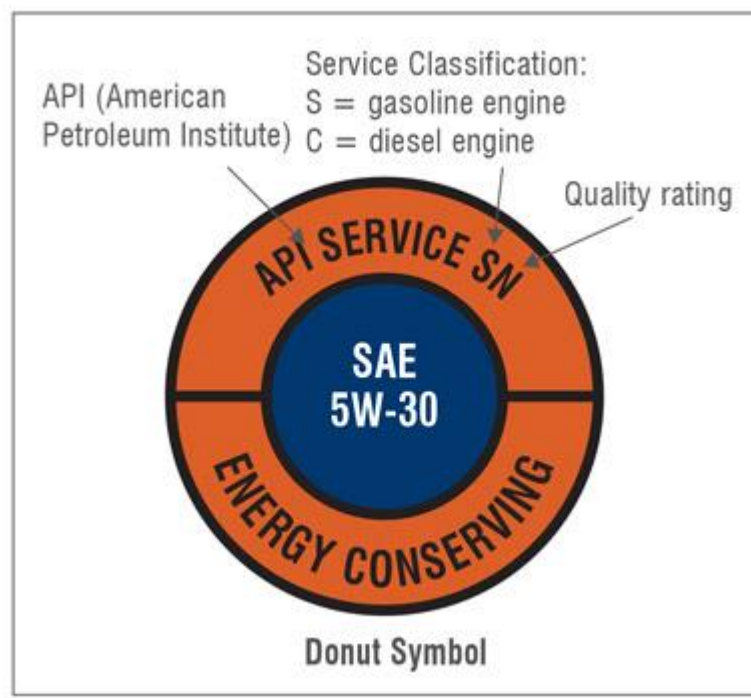 API (American
Petroleum Institute)
Service Classification:
S = gasoline engine
C = diesel engine
Quality rating
API SERVICE SN
SAE
5W-30
ENERGY CONSERVING
Donut Symbol